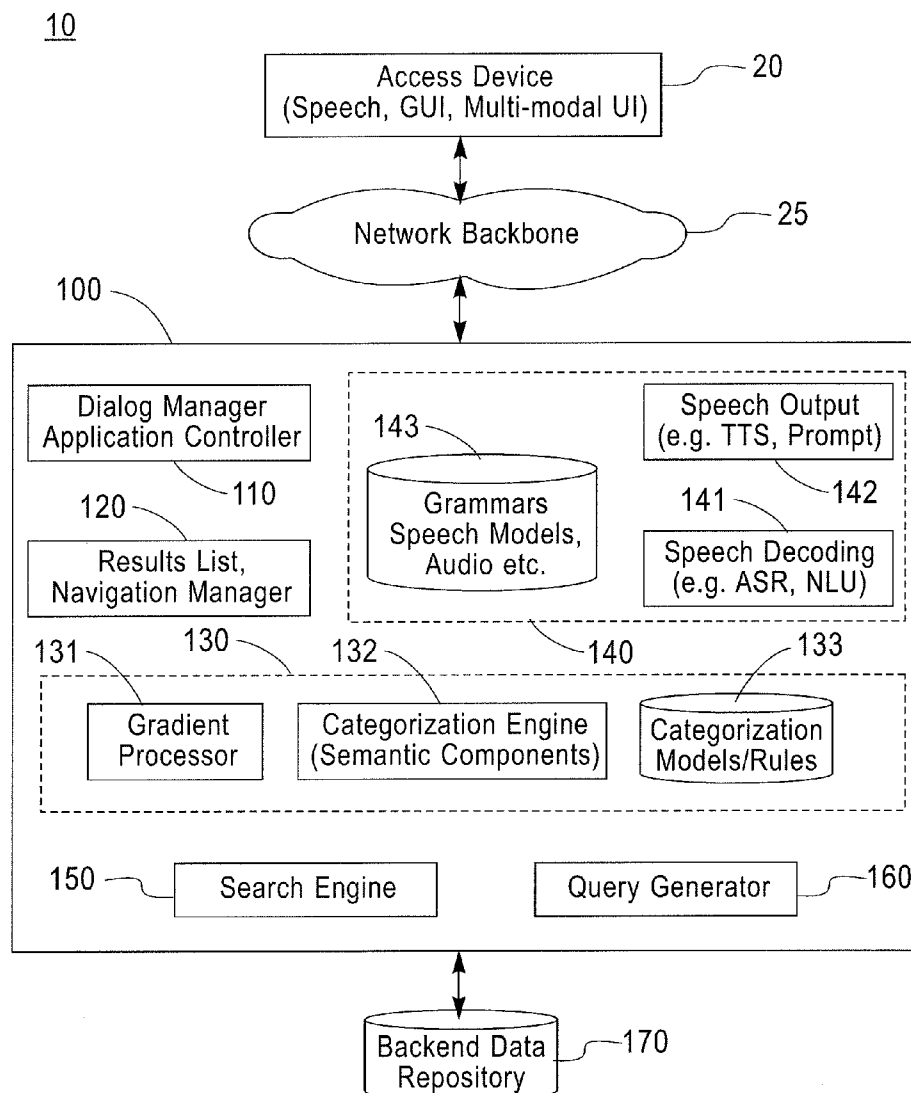 10
Access Device
(Speech, GUI, Multi-modal UI)
20
Network Backbone
25
100
Dialog Manager
Application Controller
110
143
Grammars
Speech Models,
Audio etc.
Speech Output
(e.g. TTS, Prompt)
142
141
Speech Decoding
(e.g. ASR, NLU)
120
Results List,
Navigation Manager
140
130
131
Gradient
Processor
132
Categorization Engine
(Semantic Components)
133
Categorization
Models/Rules
150
Search Engine
Query Generator
160
Backend Data
Repository
170